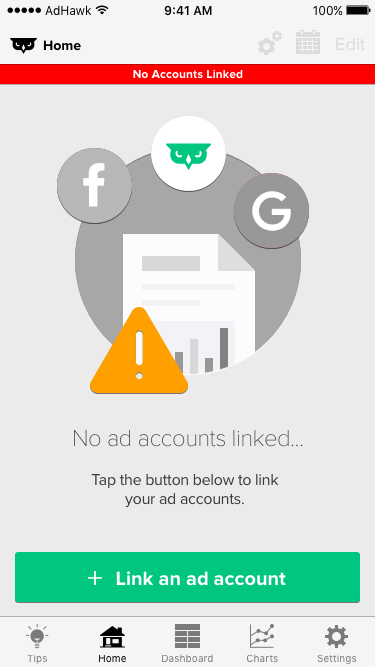 AdHawk 9:41 AM 100%
Home Edit
No Accounts Linked
f
G
No ad accounts linked...
Tap the button below to link
your ad accounts.
+ Link an ad account
Tips Home Dashboard Charts Settings